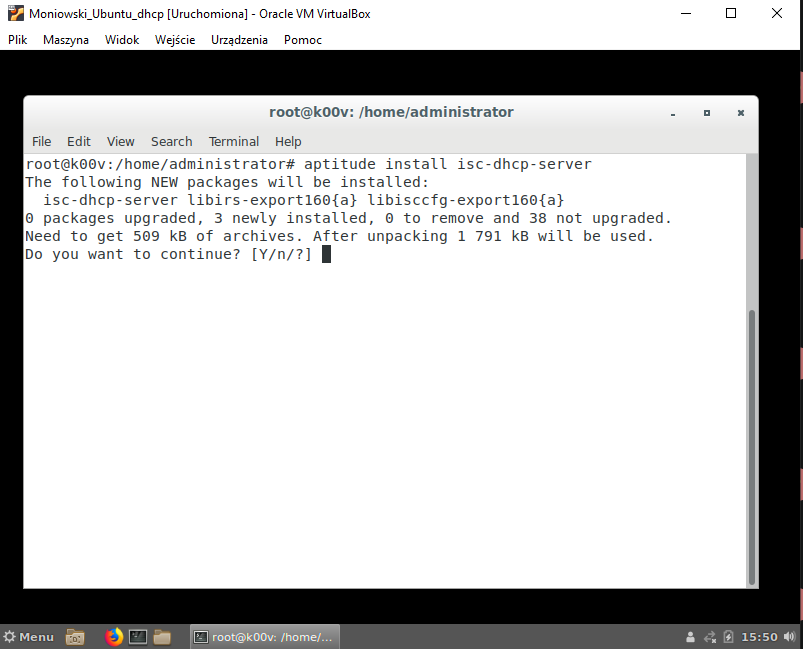 Moniowski_Ubuntu_dhcp [Uruchomiona] - Oracle VM VirtualBox
Plik Maszyna Widok Wejście Urządzenia Pomoc
root@k00v: /home/administrator
File Edit View Search Terminal Help
root@k00v:/home/administrator# aptitude install isc-dhcp-server
The following NEW packages will be installed:
  isc-dhcp-server libirs-export160{a} libisccfg-export160{a}
0 packages upgraded, 3 newly installed, 0 to remove and 38 not upgraded.
Need to get 509 kB of archives. After unpacking 1 791 kB will be used.
Do you want to continue? [Y/n/?]
Menu root@k00v: /home/... 15:50